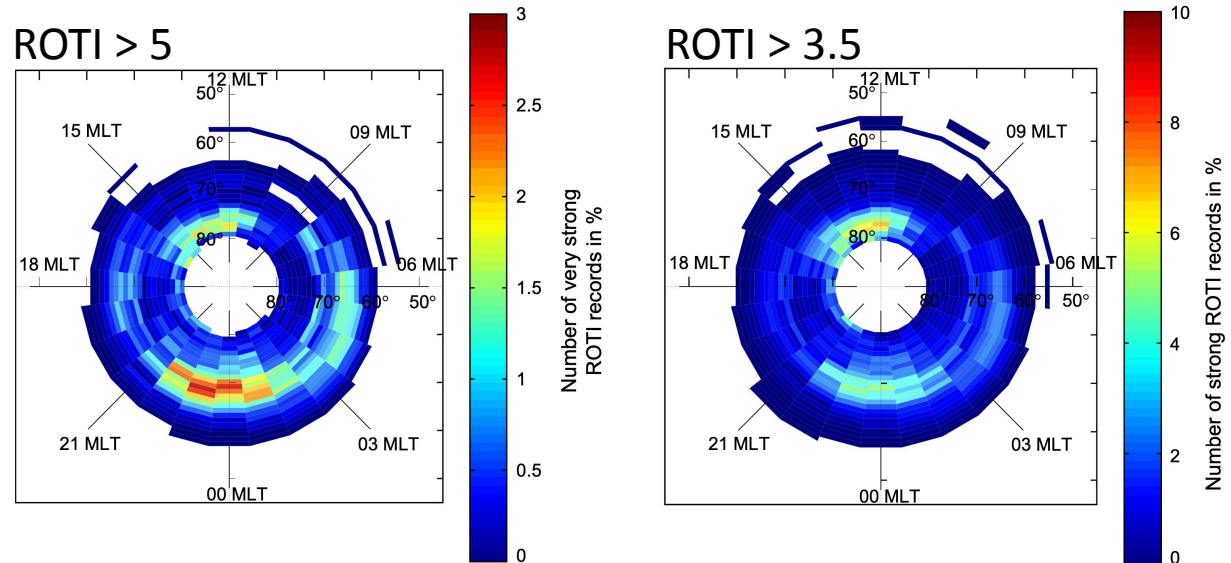 ROTI > 5
12 MLT
50°
60°
70°
80°
15 MLT
09 MLT
18 MLT
06 MLT
80° 70° 60° 50°
21 MLT
03 MLT
00 MLT
3
2.5
2
1.5
1
0.5
0
Number of very strong
ROTI records in %
ROTI > 3.5
12 MLT
50°
60°
70°
80°
15 MLT
09 MLT
18 MLT
06 MLT
80° 70° 60° 50°
21 MLT
03 MLT
00 MLT
10
8
6
4
2
0
Number of strong ROTI records in %